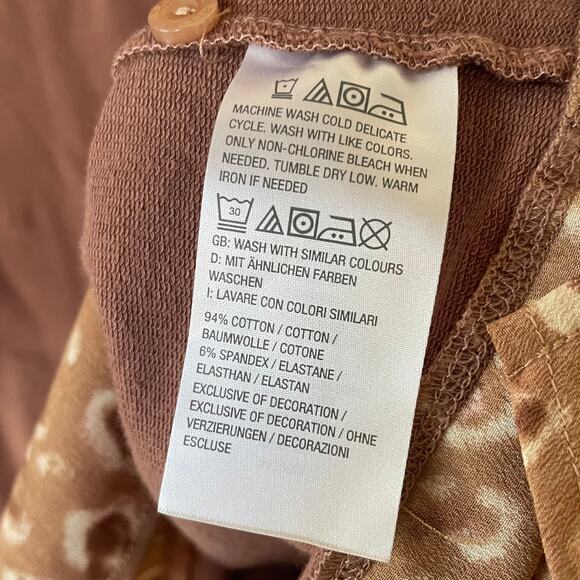 MACHINE WASH COLD DELICATE
CYCLE. WASH WITH LIKE COLORS.
ONLY NON-CHLORINE BLEACH WHEN
NEEDED. TUMBLE DRY LOW. WARM
IRON IF NEEDED
30
GB: WASH WITH SIMILAR COLOURS
D: MIT ÄHNLICHEN FARBEN
WASCHEN
I: LAVARE CON COLORI SIMILARI
94% COTTON / COTTON /
BAUMWOLLE / COTONE
6% SPANDEX / ELASTANE /
ELASTHAN / ELASTAN
EXCLUSIVE OF DECORATION /
EXCLUSIVE OF DECORATION / OHNE
VERZIERUNGEN / DECORAZIONI
ESCLUSE